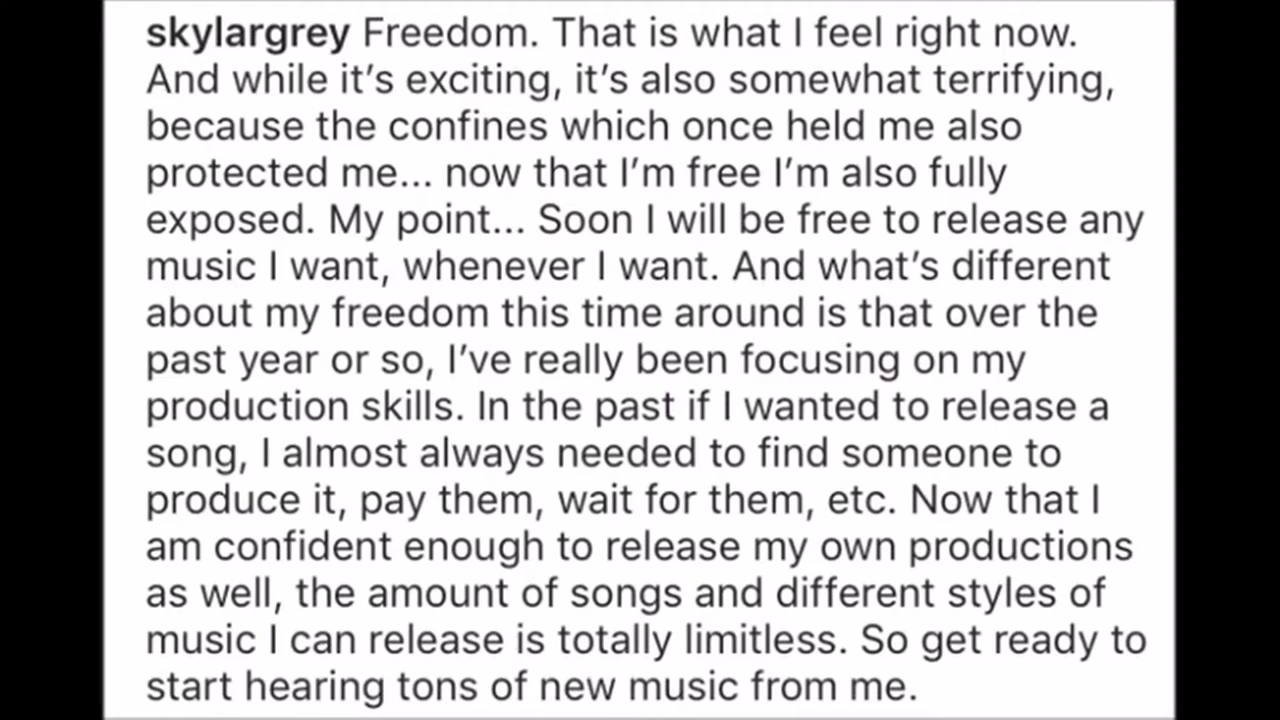 skylargrey Freedom. That is what I feel right now.
And while it’s exciting, it’s also somewhat terrifying,
because the confines which once held me also
protected me... now that I’m free I’m also fully
exposed. My point... Soon I will be free to release any
music I want, whenever I want. And what’s different
about my freedom this time around is that over the
past year or so, I’ve really been focusing on my
production skills. In the past if I wanted to release a
song, I almost always needed to find someone to
produce it, pay them, wait for them, etc. Now that I
am confident enough to release my own productions
as well, the amount of songs and different styles of
music I can release is totally limitless. So get ready to
start hearing tons of new music from me.